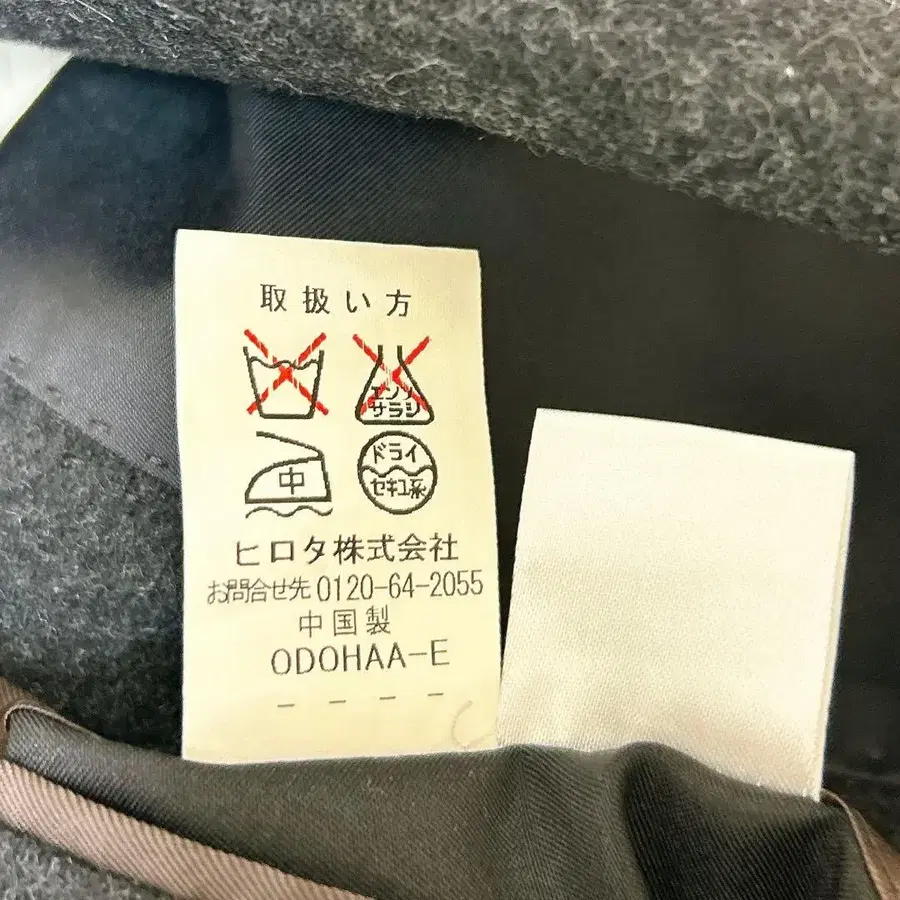 取扱い方
エンソ
サラシ
中
ドライ
セキユ系
ヒロタ株式会社
お問合せ先 0120-64-2055
中国製
ODOHAA-E
- - - -